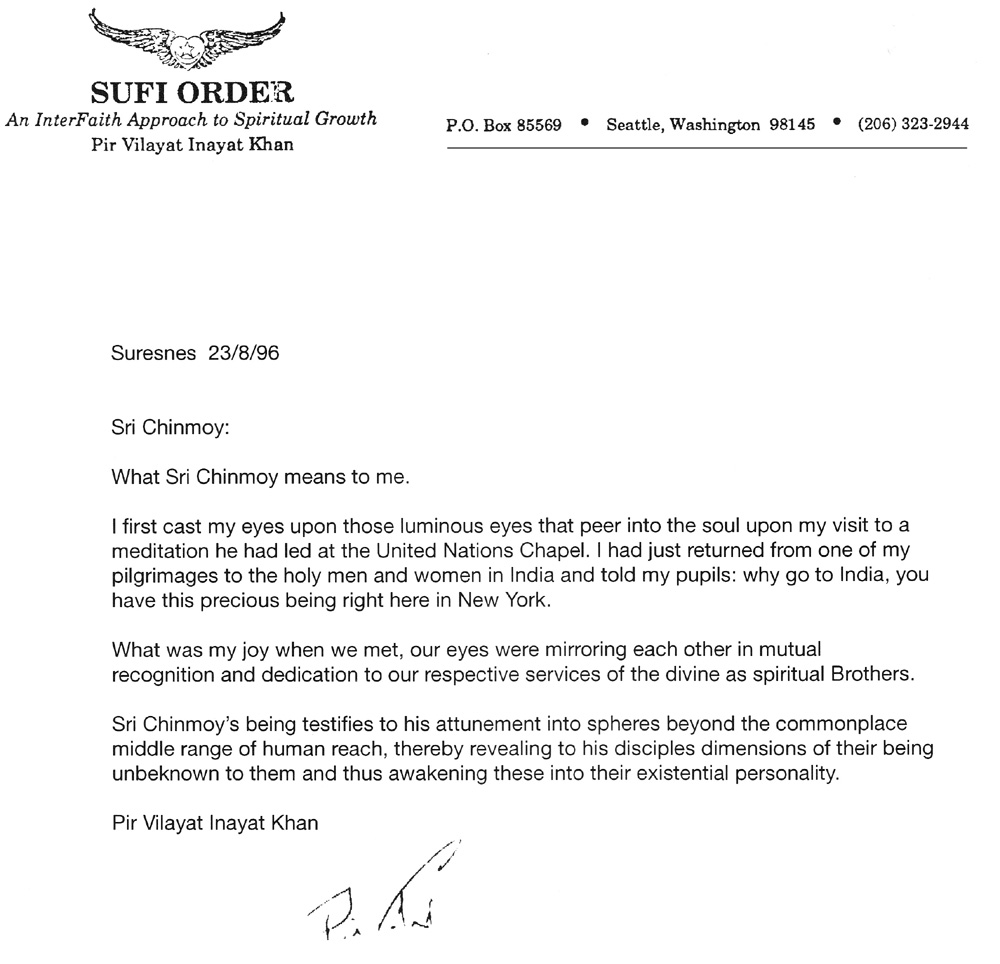 SUFI ORDER
An InterFaith Approach to Spiritual Growth
Pir Vilayat Inayat Khan
P.O. Box 85569 • Seattle, Washington 98145 • (206) 323-2944
Suresnes 23/8/96
Sri Chinmoy:
What Sri Chinmoy means to me.
I first cast my eyes upon those luminous eyes that peer into the soul upon my visit to a
meditation he had led at the United Nations Chapel. I had just returned from one of my
pilgrimages to the holy men and women in India and told my pupils: why go to India, you
have this precious being right here in New York.
What was my joy when we met, our eyes were mirroring each other in mutual
recognition and dedication to our respective services of the divine as spiritual Brothers.
Sri Chinmoy's being testifies to his attunement into spheres beyond the commonplace
middle range of human reach, thereby revealing to his disciples dimensions of their being
unbeknown to them and thus awakening these into their existential personality.
Pir Vilayat Inayat Khan
Pir